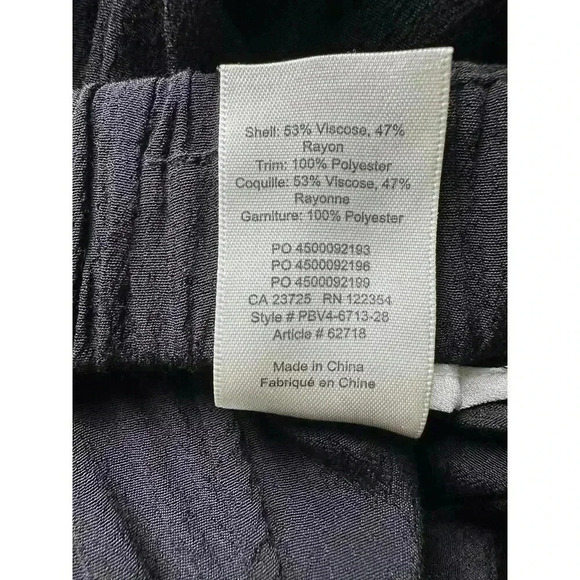 Shell: 53% Viscose, 47%
Rayon
Trim: 100% Polyester
Coquille: 53% Viscose, 47%
Rayonne
Garniture: 100% Polyester
PO 4500092193
PO 4500092196
PO 4500092199
CA 23725 RN 122354
Style # PBV4-6713-28
Article # 62718
Made in China
Fabriqué en Chine